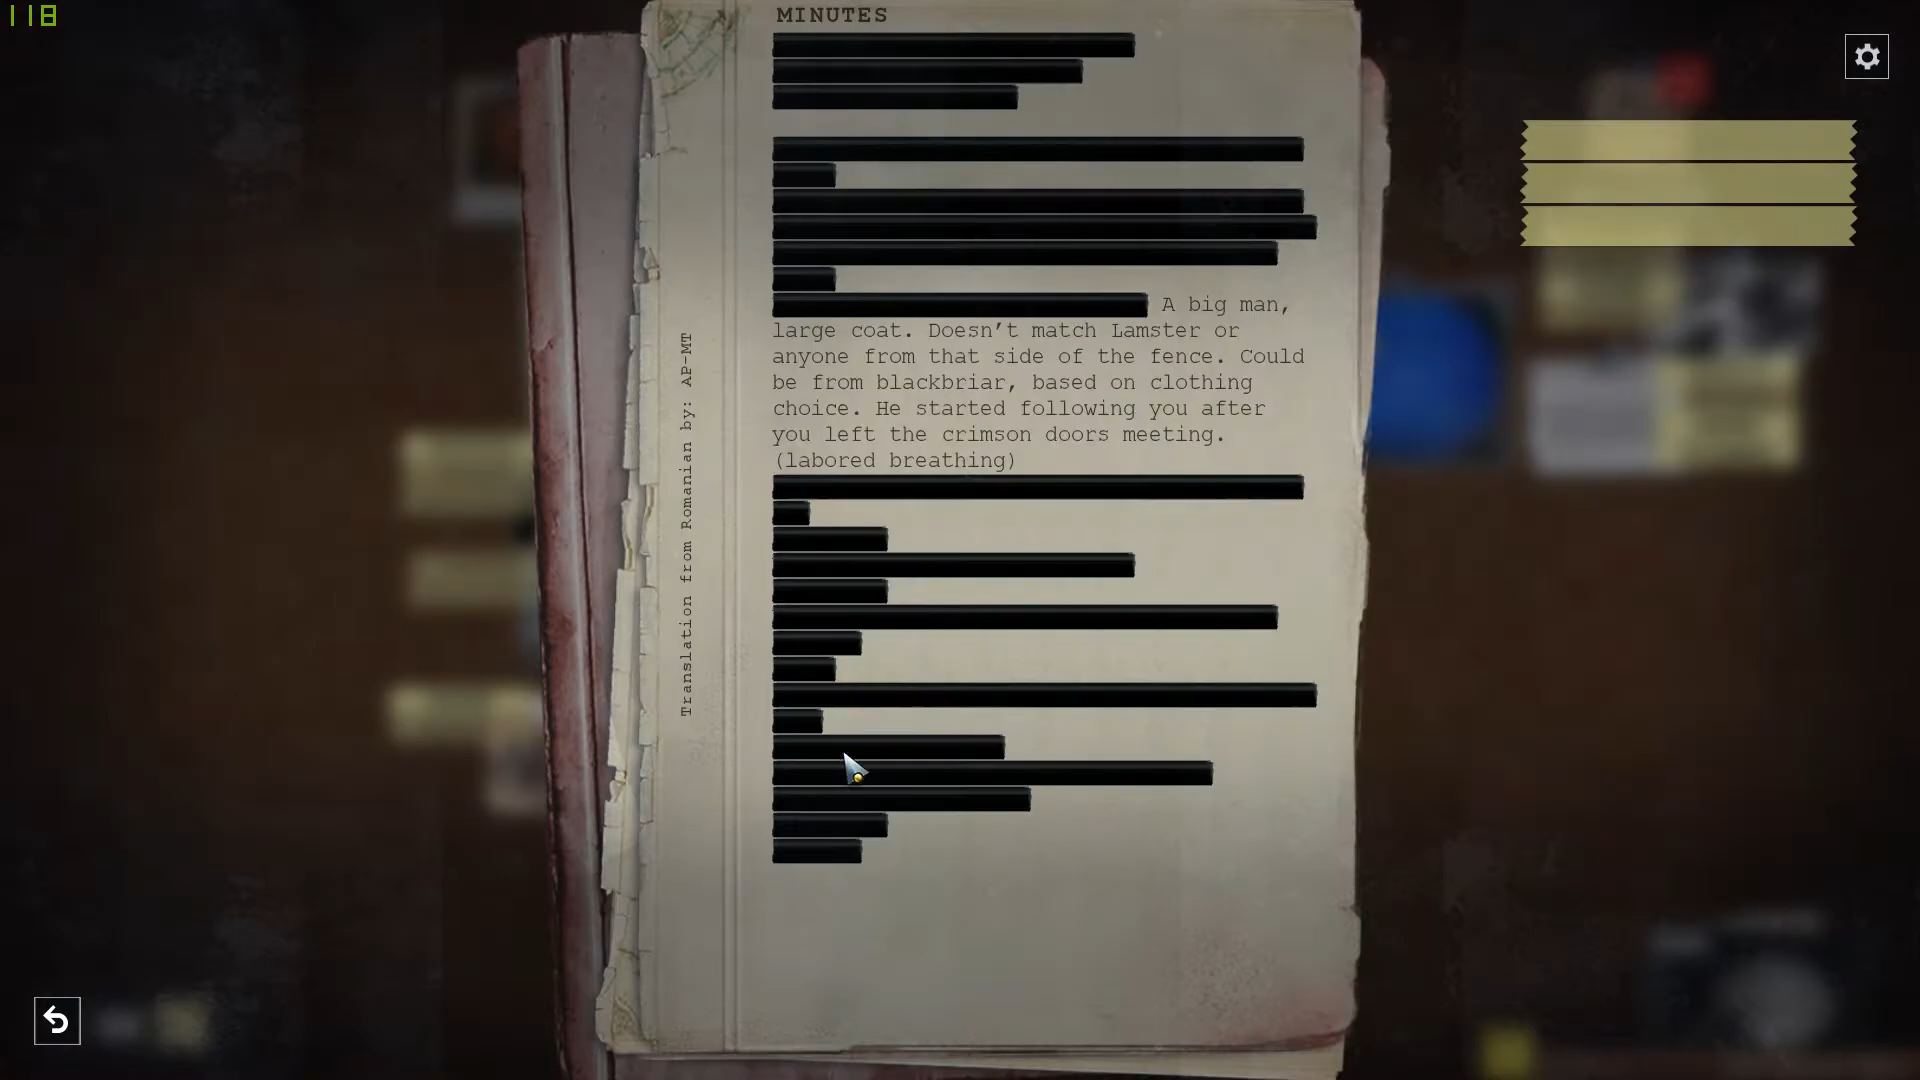 118
MINUTES
A big man,
large coat. Doesn't match Lamster or
anyone from that side of the fence. Could
be from blackbriar, based on clothing
choice. He started following you after
you left the crimson doors meeting.
(labored breathing)
Translation from Romanian by: AP-MT